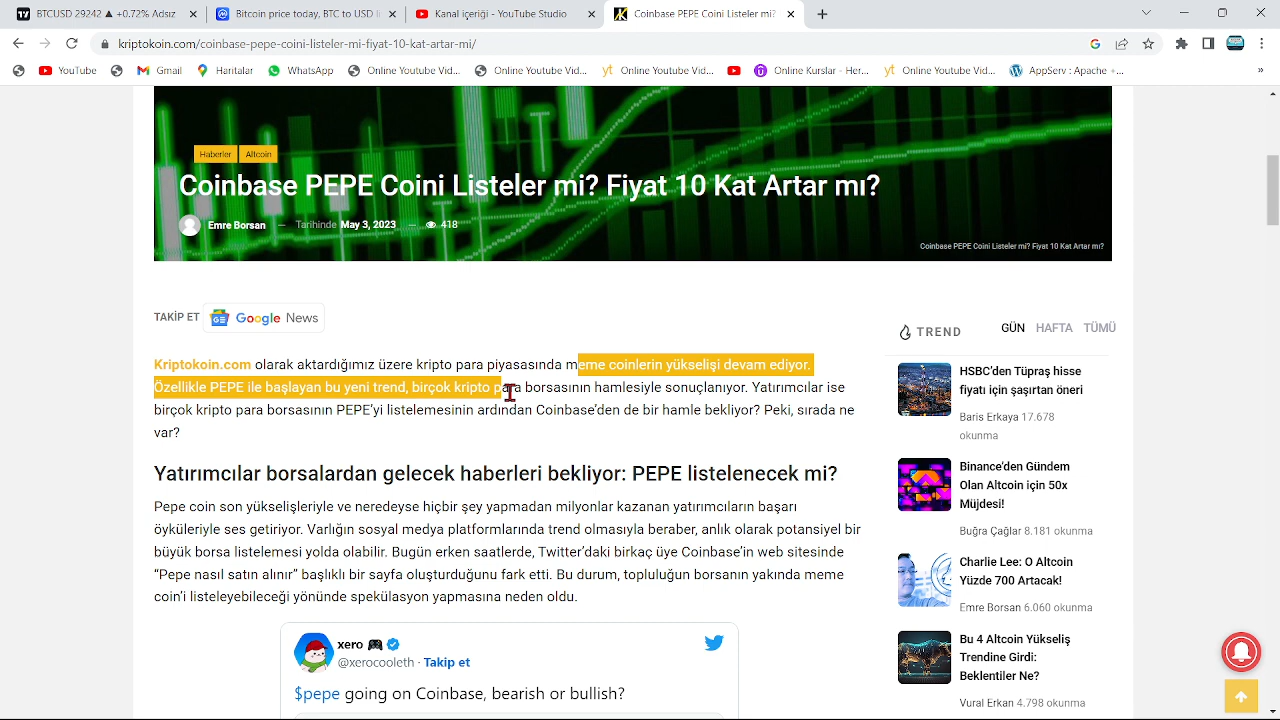 BTCUSD 29242 ▲ +0.72% Adsız
Altcoin - BTC to USD li
Kanal içeriği - YouTube Studio
Coinbase PEPE Coini Listeler mi?
kriptokoin.com/coinbase-pepe-coini-listeler-mi-fiyat-10-kat-artar-mi/
YouTube
Gmail
Haritalar
WhatsApp
Online Youtube Vid...
Online Youtube Vid...
Online Youtube Vid...
Online Kurslar - Her...
Online Youtube Vid...
AppServ : Apache +...
»
Haberler Altcoin
Coinbase PEPE Coini Listeler mi? Fiyat 10 Kat Artar mı?
Emre Borsan — Tarihinde May 3, 2023 — 418
Coinbase PEPE Coini Listeler mi? Fiyat 10 Kat Artar mı?
TAKİP ET Google News
Kriptokoin.com olarak aktardığımız üzere kripto para piyasasında meme coinlerin yükselişi devam ediyor.
Özellikle PEPE ile başlayan bu yeni trend, birçok kripto para borsasının hamlesiyle sonuçlanıyor. Yatırımcılar ise
birçok kripto para borsasının PEPE’yi listelemesinin ardından Coinbase’den de bir hamle bekliyor? Peki, sırada ne
var?
Yatırımcılar borsalardan gelecek haberleri bekliyor: PEPE listelenecek mi?
Pepe coin’in yükselişleriyle ve neredeyse hiçbir şey yapmadan milyonlar kazanan yatırımcıların başarı
öyküleriyle ses getiriyor. Varlığın sosyal medya platformlarında trend olmasıyla beraber, anlık olarak potansiyel bir
büyük borsa listelemesi yolda olabilir. Bugün erken saatlerde, Twitter’daki birkaç üye Coinbase’in web sitesinde
“Pepe nasıl satın alınır” başlıklı bir sayfa oluşturduğunu fark etti. Bu durum, topluluğun borsanın yakında meme
coin’i listeleyebileceği yönünde spekülasyon yapmasına neden oldu.
xero
@xerocooleth · Takip et
$pepe going on Coinbase, bearish or bullish?
TREND
GÜN HAFTA TÜMÜ
HSBC’den Tüpraş hisse
fiyatı için şaşırtan öneri
Baris Erkaya 17.678
okunma
Binance’den Gündem
Olan Altcoin için 50x
Müjdesi!
Buğra Çağlar 8.181 okunma
Charlie Lee: O Altcoin
Yüzde 700 Artacak!
Emre Borsan 6.060 okunma
Bu 4 Altcoin Yükseliş
Trendine Girdi:
Beklentiler Ne?
Vural Erkan 4.798 okunma